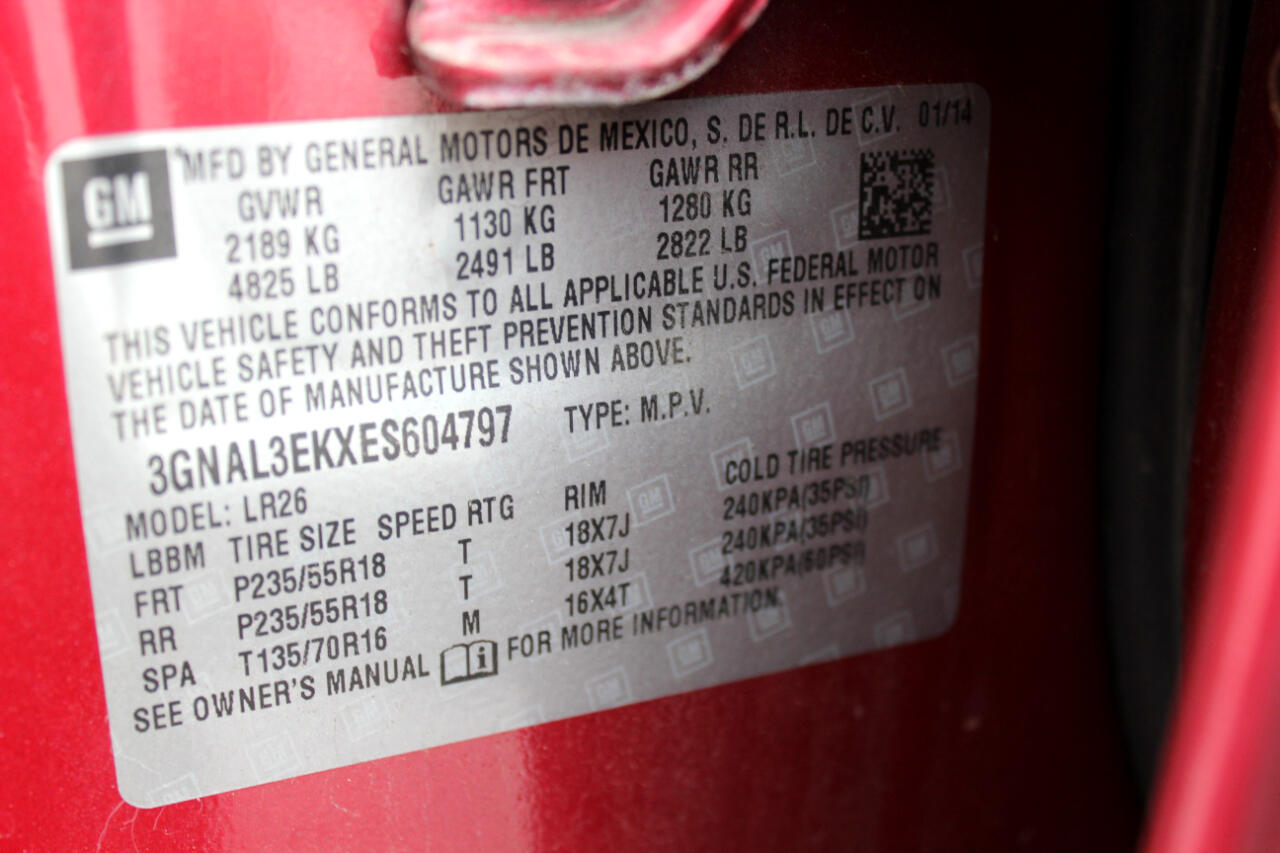 MFD BY GENERAL MOTORS DE MEXICO, S. DE R.L. DE C.V. 01/14
GM
GVWR GAWR FRT GAWR RR
2189 KG 1130 KG 1280 KG
4825 LB 2491 LB 2822 LB
THIS VEHICLE CONFORMS TO ALL APPLICABLE U.S. FEDERAL MOTOR
VEHICLE SAFETY AND THEFT PREVENTION STANDARDS IN EFFECT ON
THE DATE OF MANUFACTURE SHOWN ABOVE.
3GNAL3EKXES604797 TYPE: M.P.V.
MODEL: LR26
LBBM TIRE SIZE SPEED RTG RIM COLD TIRE PRESSURE
FRT P235/55R18 T 18X7J 240KPA(35PSI)
RR P235/55R18 T 18X7J 240KPA(35PSI)
SPA T135/70R16 M 16X4T 420KPA(60PSI)
SEE OWNER'S MANUAL FOR MORE INFORMATION.